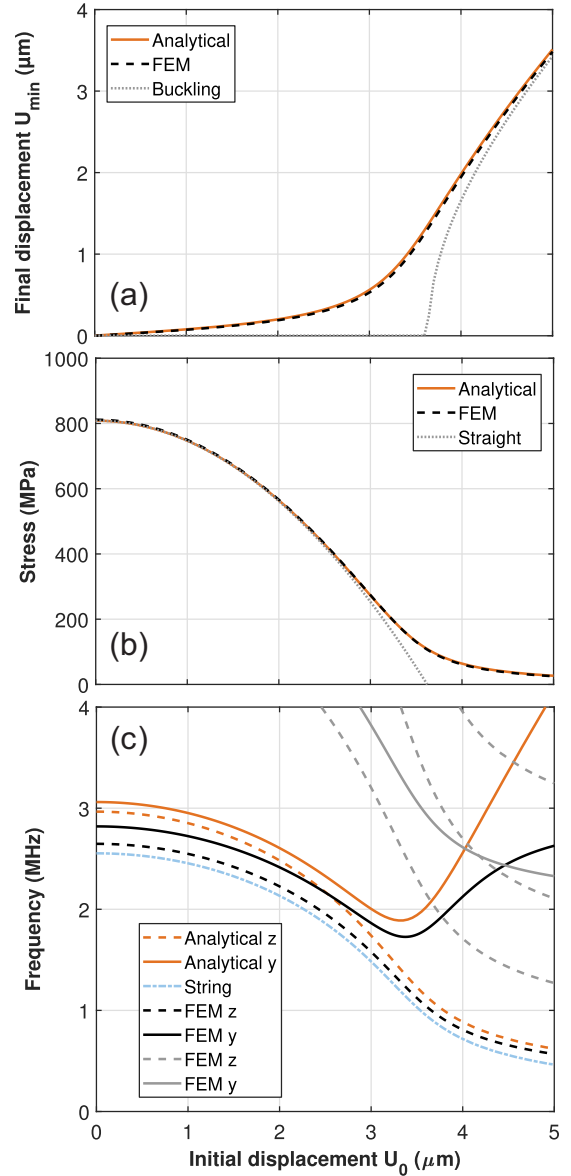 4
3
2
1
0
Final displacement U_min (μm)
Analytical
FEM
Buckling
(a)
1000
800
600
400
200
0
Stress (MPa)
Analytical
FEM
Straight
(b)
4
3
2
1
0
Frequency (MHz)
(c)
Analytical z
Analytical y
String
FEM z
FEM y
FEM z
FEM y
0 1 2 3 4 5
Initial displacement U_0 (μm)